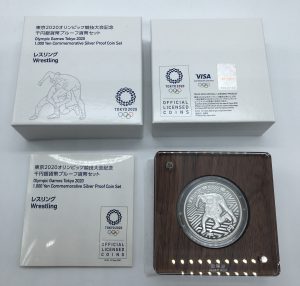 東京2020オリンピック競技大会記念
千円銀貨幣プルーフ貨幣セット
Olympic Games Tokyo 2020
1,000 Yen Commemorative Silver Proof Coin Set
レスリング
Wrestling
TOKYO 2020
TOKYO 2020
VISA
OFFICIAL
LICENSED
COINS
東京2020オリンピック競技大会記念
千円銀貨幣プルーフ貨幣セット
Olympic Games Tokyo 2020
1,000 Yen Commemorative Silver Proof Coin Set
レスリング
Wrestling
TOKYO 2020
OFFICIAL
LICENSED
COINS